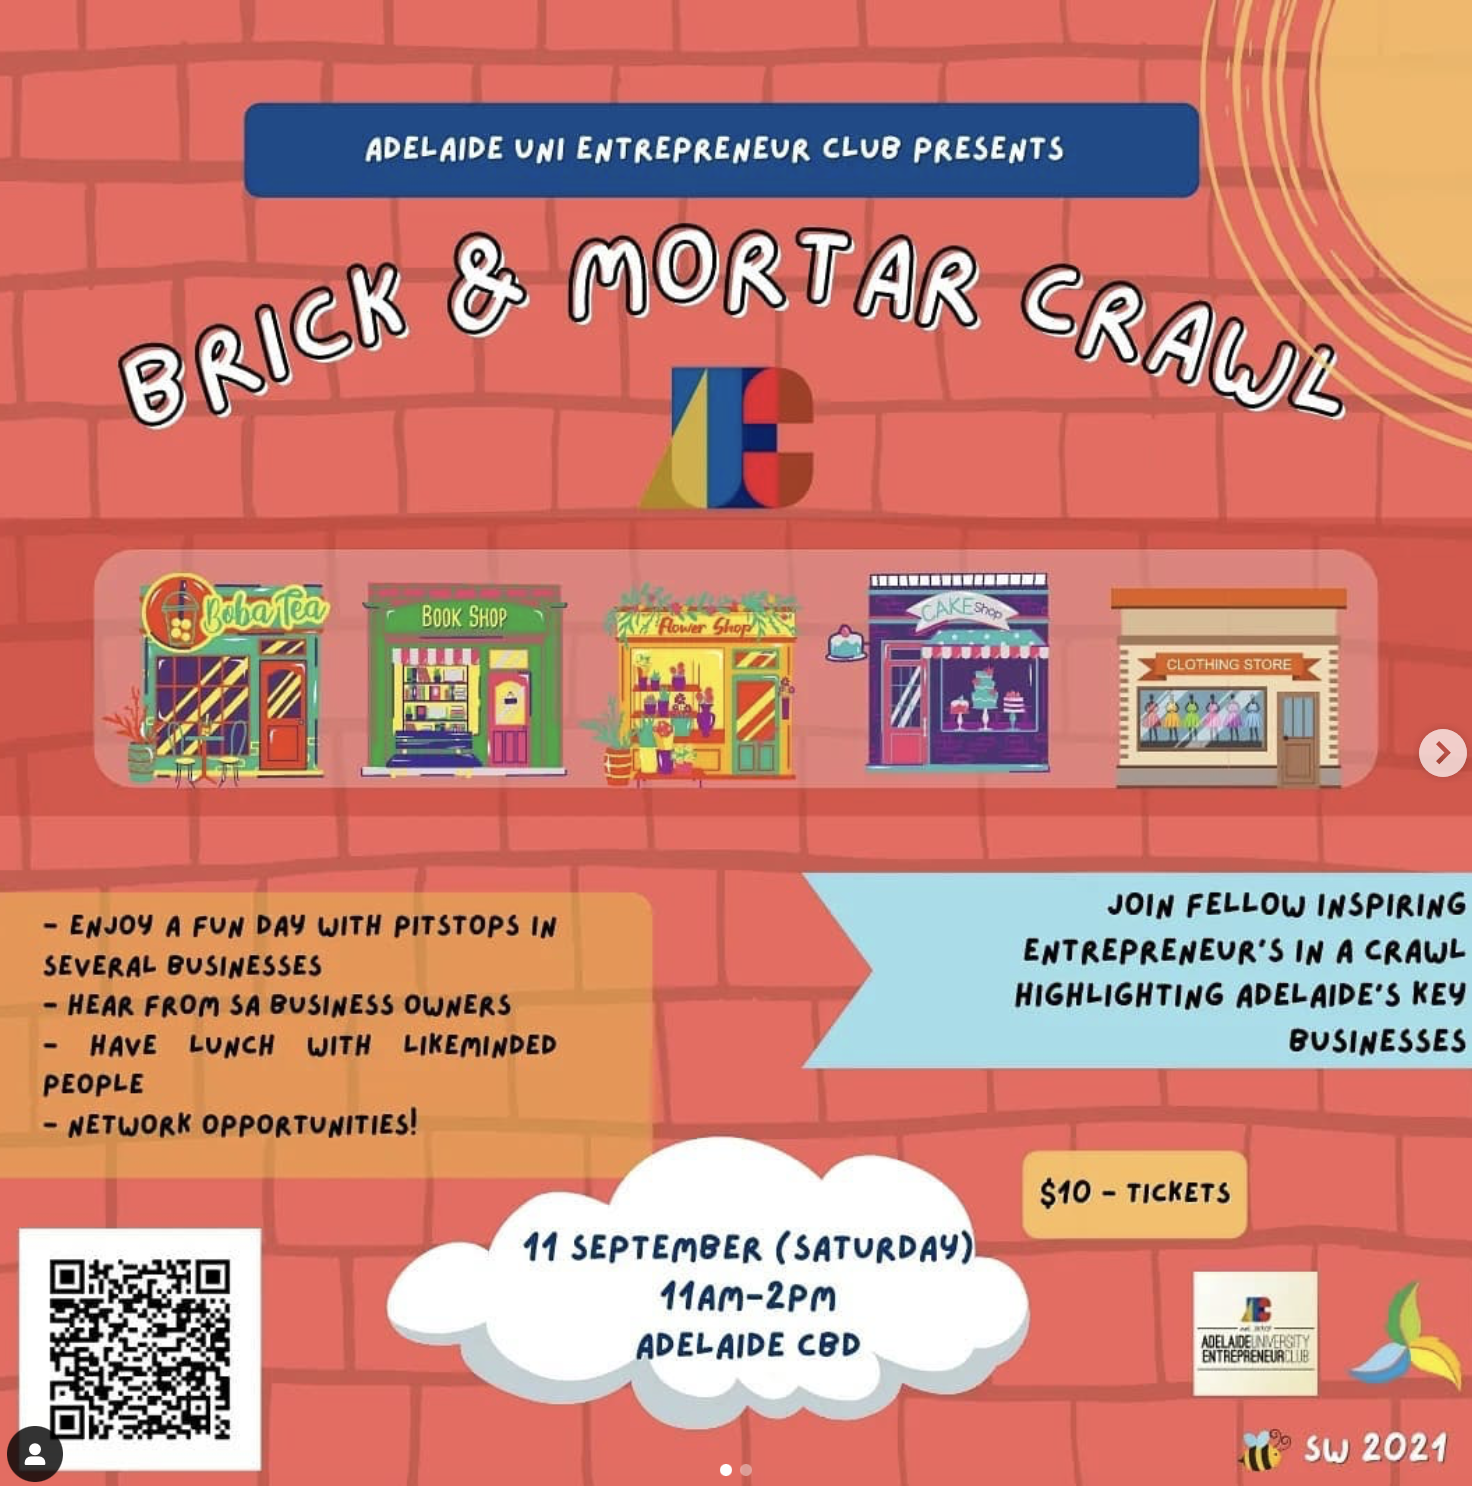 ADELAIDE UNI ENTREPRENEUR CLUB PRESENTS
BRICK & MORTAR CRAWL
AEC
Boba Tea
BOOK SHOP
Flower Shop
CAKE Shop
CLOTHING STORE
- ENJOY A FUN DAY WITH PITSTOPS IN
SEVERAL BUSINESSES
- HEAR FROM SA BUSINESS OWNERS
- HAVE LUNCH WITH LIKEMINDED
PEOPLE
- NETWORK OPPORTUNITIES!
JOIN FELLOW INSPIRING
ENTREPRENEUR'S IN A CRAWL
HIGHLIGHTING ADELAIDE'S KEY
BUSINESSES
$10 - TICKETS
11 SEPTEMBER (SATURDAY)
11AM-2PM
ADELAIDE CBD
ADELAIDEUNIVERSITY
ENTREPRENEURCLUB
SW 2021